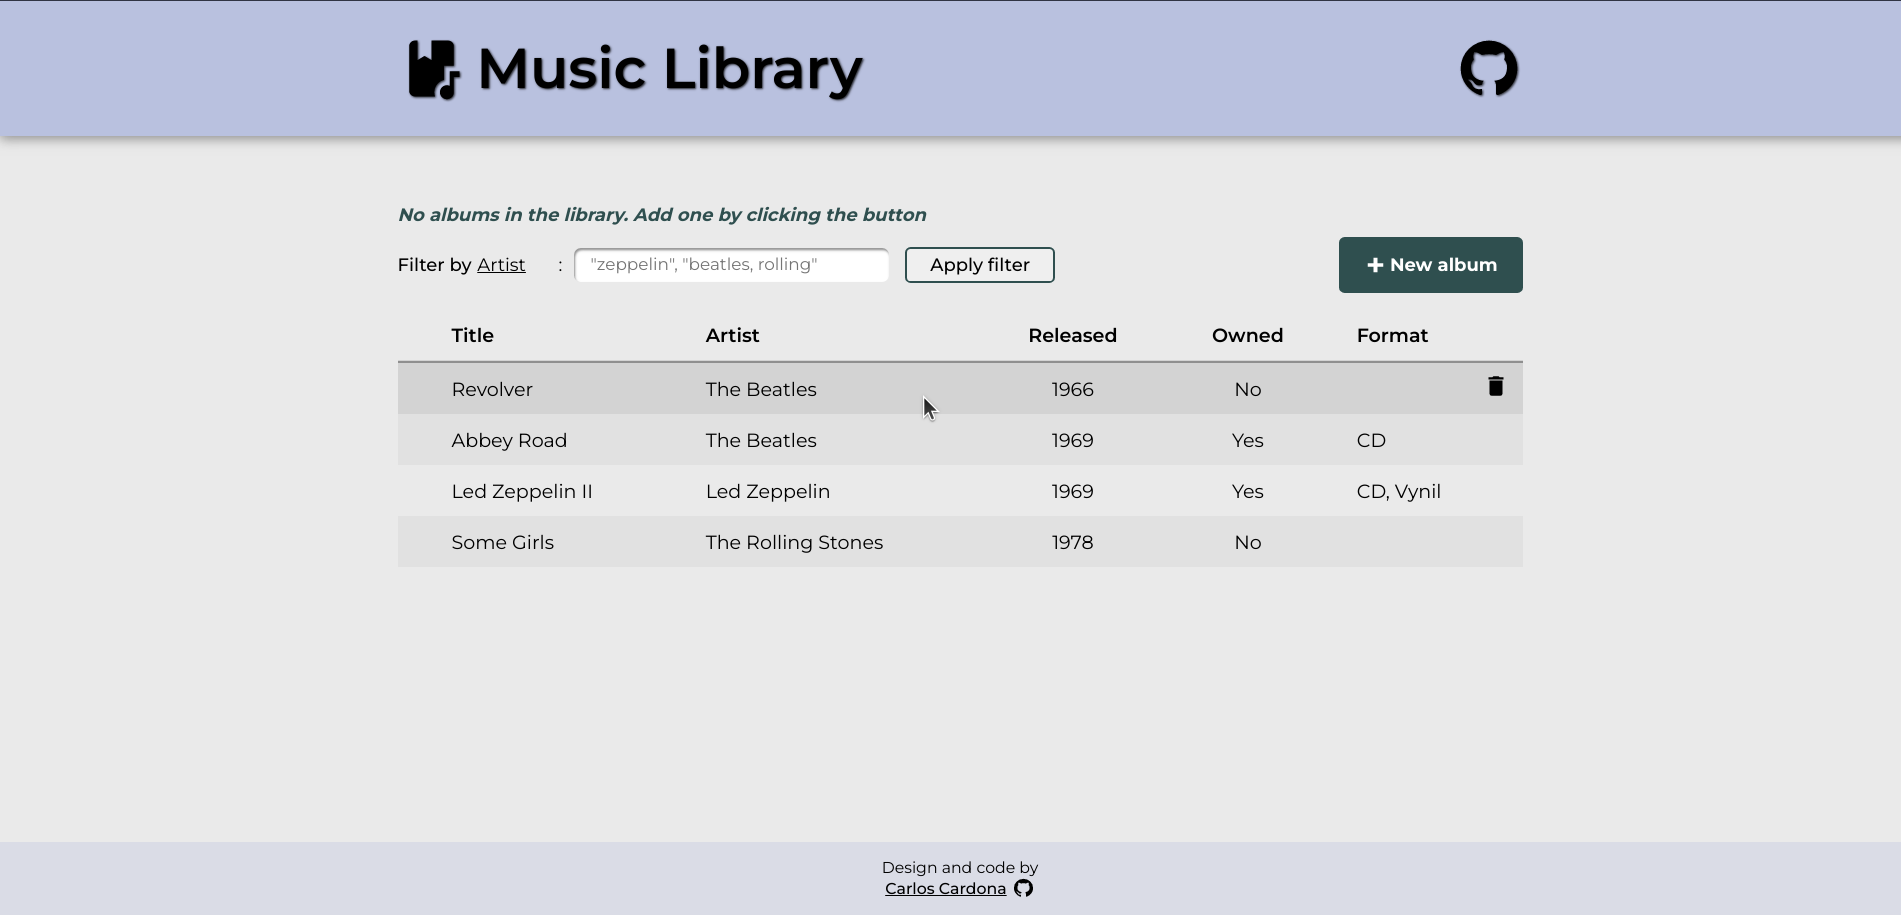 Music Library
No albums in the library. Add one by clicking the button
Filter by Artist : "zeppelin", "beatles, rolling" Apply filter + New album
Title Artist Released Owned Format
Revolver The Beatles 1966 No
Abbey Road The Beatles 1969 Yes CD
Led Zeppelin II Led Zeppelin 1969 Yes CD, Vynil
Some Girls The Rolling Stones 1978 No
Design and code by
Carlos Cardona